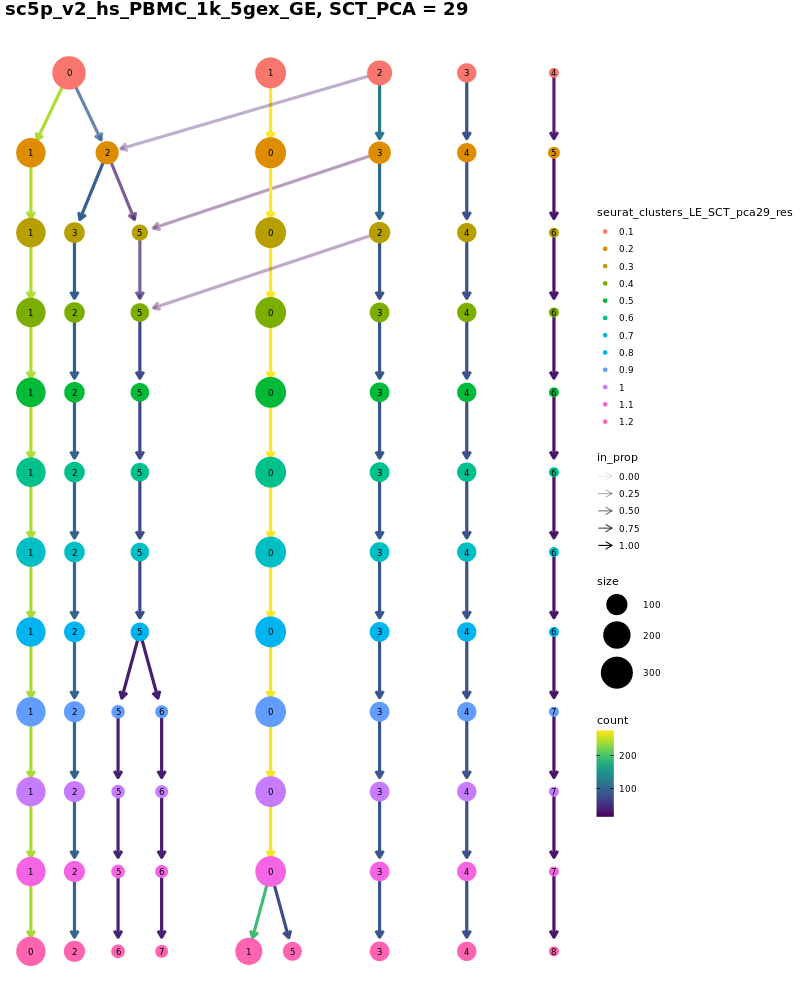 sc5p_v2_hs_PBMC_1k_5gex_GE, SCT_PCA = 29
0 1 2 3 4
1 2 0 3 4 5
1 3 5 0 2 4 6
1 2 5 0 3 4 6
1 2 5 0 3 4 6
1 2 5 0 3 4 6
1 2 5 0 3 4 6
1 2 5 0 3 4 6
1 2 5 6 0 3 4 7
1 2 5 6 0 3 4 7
1 2 5 6 0 3 4 7
0 2 6 7 1 5 3 4 8
seurat_clusters_LE_SCT_pca29_res
0.1
0.2
0.3
0.4
0.5
0.6
0.7
0.8
0.9
1
1.1
1.2
in_prop
0.00
0.25
0.50
0.75
1.00
size
100
200
300
count
200
100